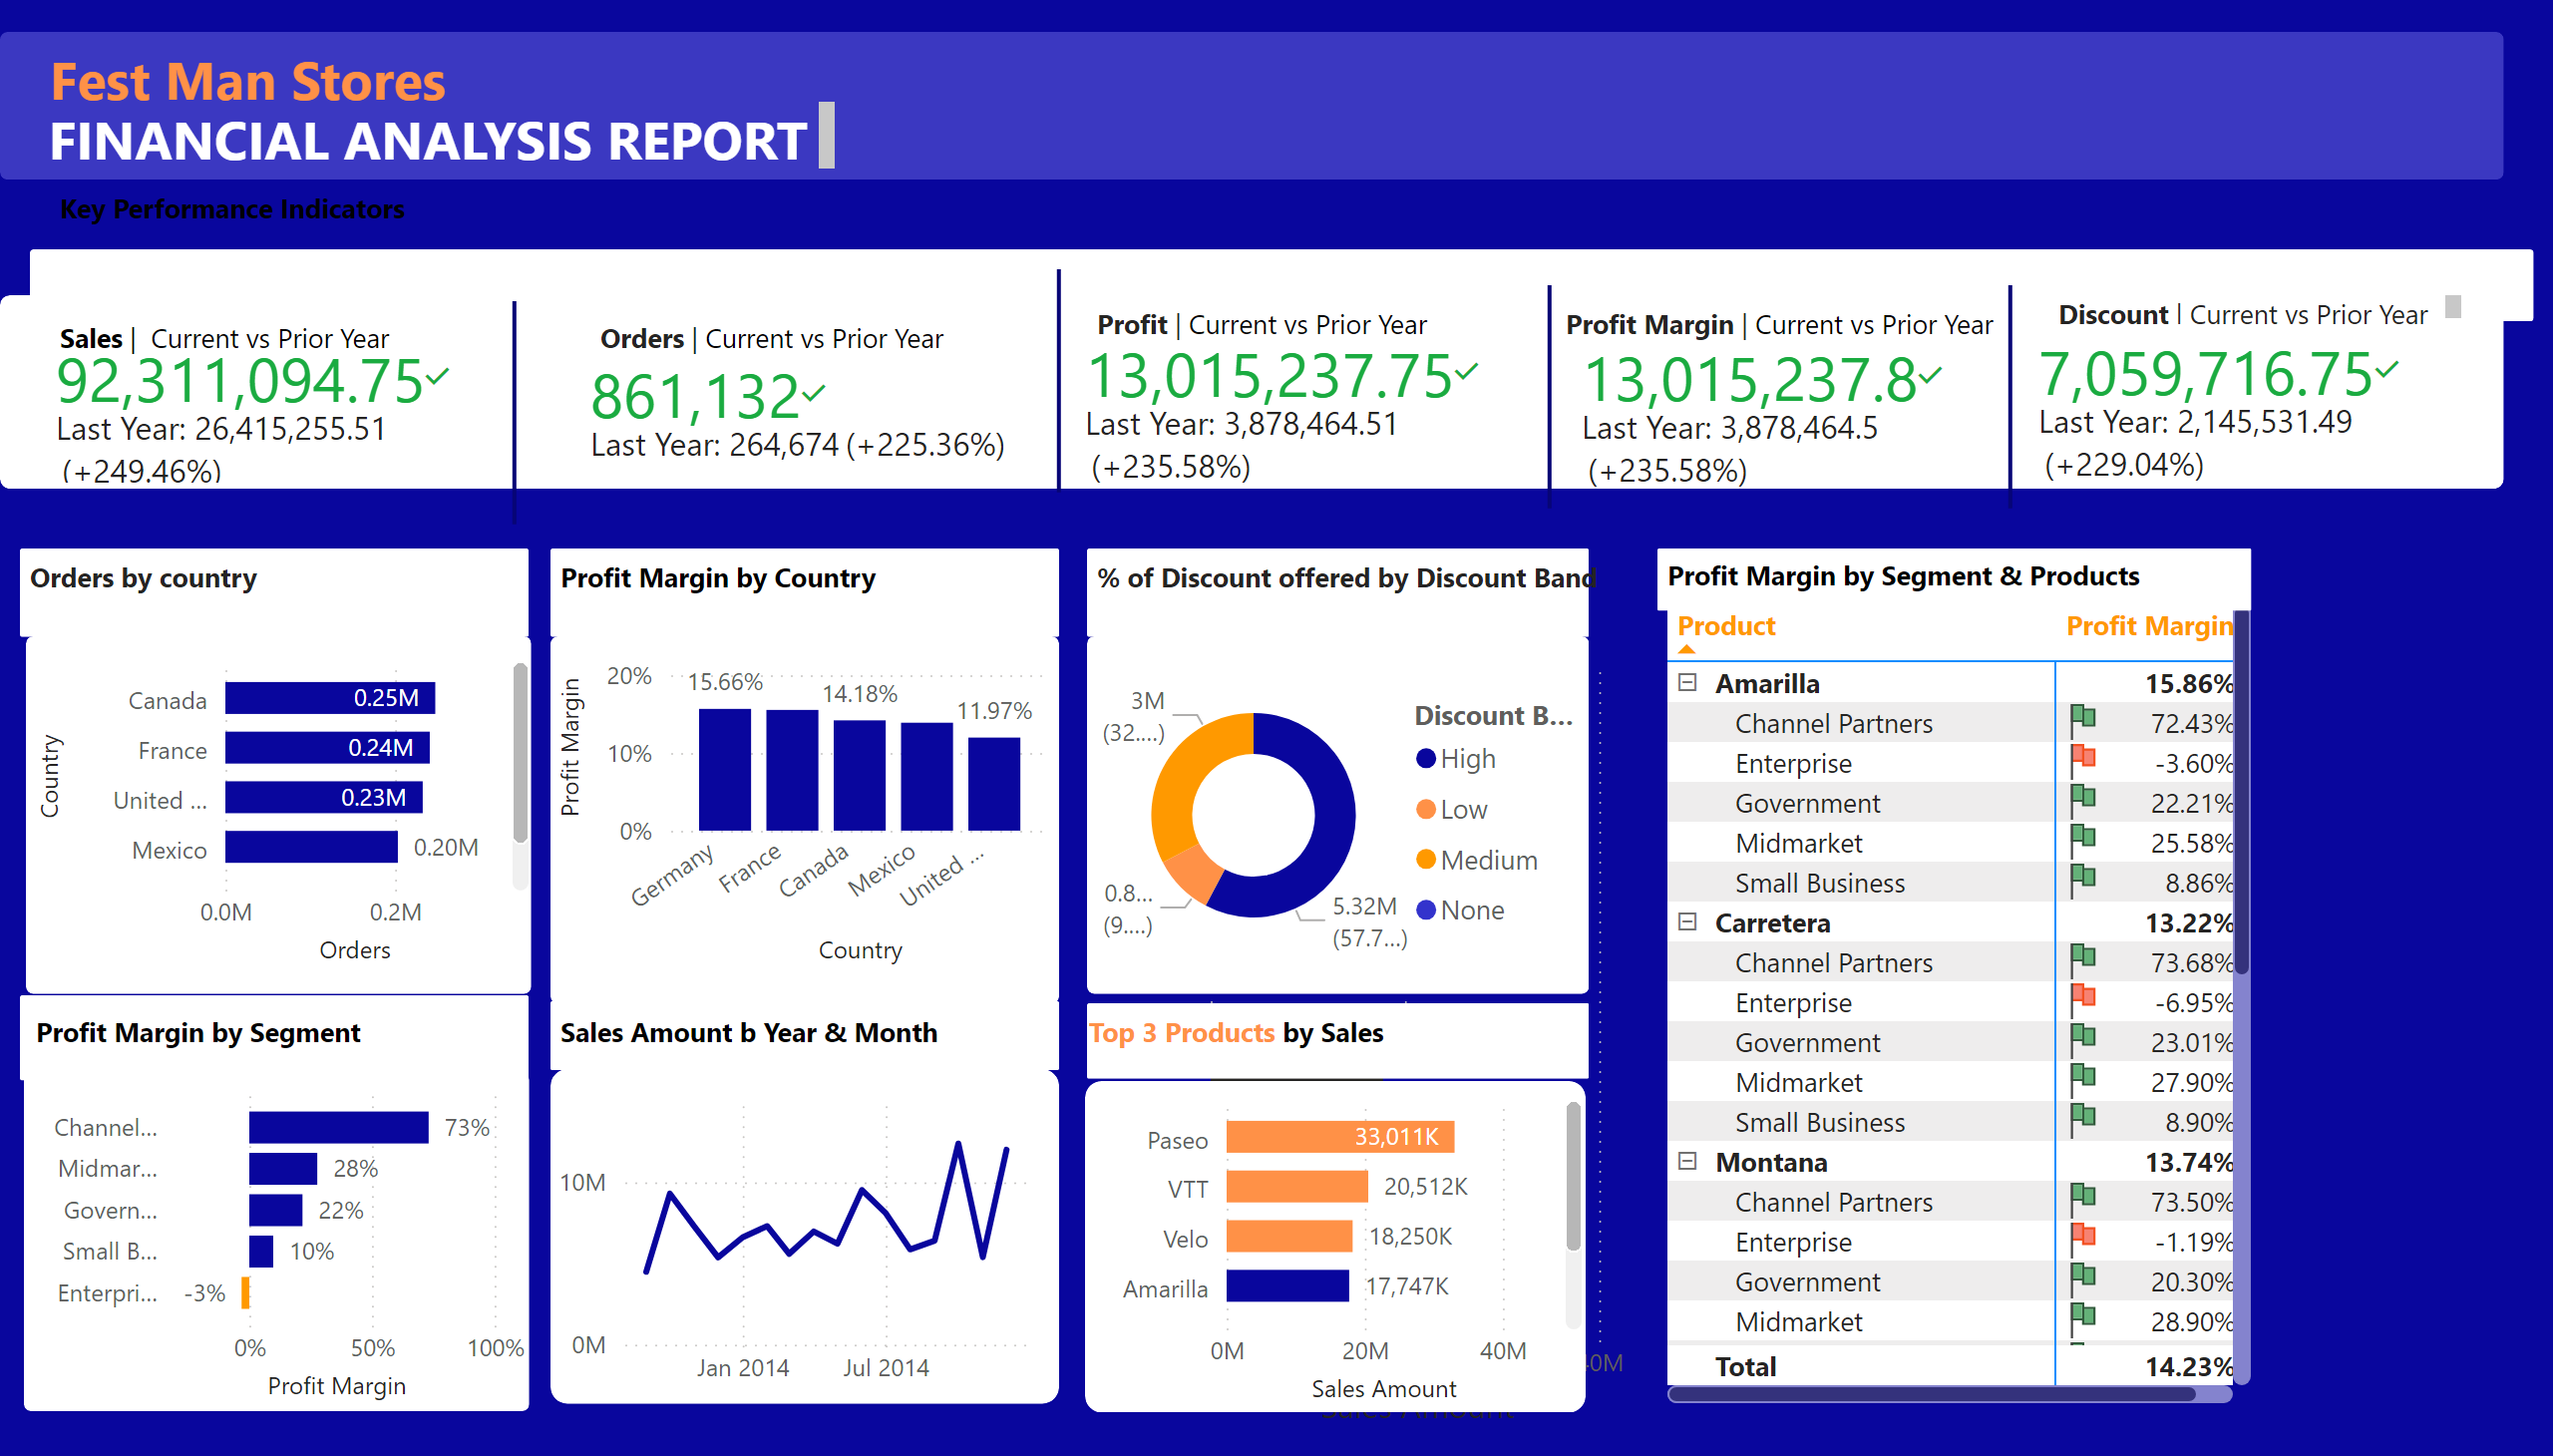 Fest Man Stores
FINANCIAL ANALYSIS REPORT
Key Performance Indicators
Sales | Current vs Prior Year
92,311,094.75
Last Year: 26,415,255.51
(+249.46%)
Orders | Current vs Prior Year
861,132
Last Year: 264,674 (+225.36%)
Profit | Current vs Prior Year
13,015,237.75
Last Year: 3,878,464.51
(+235.58%)
Profit Margin | Current vs Prior Year
13,015,237.8
Last Year: 3,878,464.5
(+235.58%)
Discount | Current vs Prior Year
7,059,716.75
Last Year: 2,145,531.49
(+229.04%)
Orders by country
Country
Canada 0.25M
France 0.24M
United ... 0.23M
Mexico 0.20M
0.0M 0.2M
Orders
Profit Margin by Country
Profit Margin
20%
10%
0%
15.66% 14.18% 11.97%
Germany France Canada Mexico United ...
Country
% of Discount offered by Discount Band
3M
(32....)
0.8...
(9....)
5.32M
(57.7...)
Discount B...
High
Low
Medium
None
Profit Margin by Segment & Products
Product Profit Margin
Amarilla 15.86%
Channel Partners 72.43%
Enterprise -3.60%
Government 22.21%
Midmarket 25.58%
Small Business 8.86%
Carretera 13.22%
Channel Partners 73.68%
Enterprise -6.95%
Government 23.01%
Midmarket 27.90%
Small Business 8.90%
Montana 13.74%
Channel Partners 73.50%
Enterprise -1.19%
Government 20.30%
Midmarket 28.90%
Total 14.23%
Profit Margin by Segment
Channel... 73%
Midmar... 28%
Govern... 22%
Small B... 10%
Enterpri... -3%
0% 50% 100%
Profit Margin
Sales Amount b Year & Month
10M
0M
Jan 2014 Jul 2014
Top 3 Products by Sales
Paseo 33,011K
VTT 20,512K
Velo 18,250K
Amarilla 17,747K
0M 20M 40M
Sales Amount
40M
Sales Amount